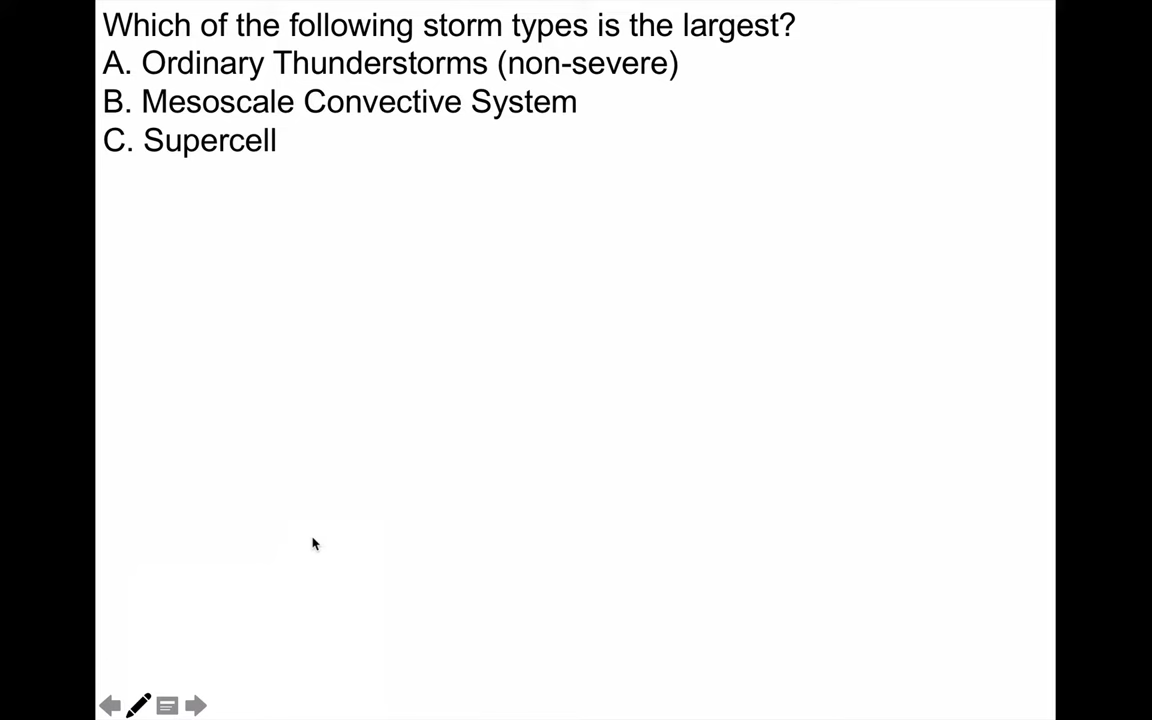 Which of the following storm types is the largest?
A. Ordinary Thunderstorms (non-severe)
B. Mesoscale Convective System
C. Supercell